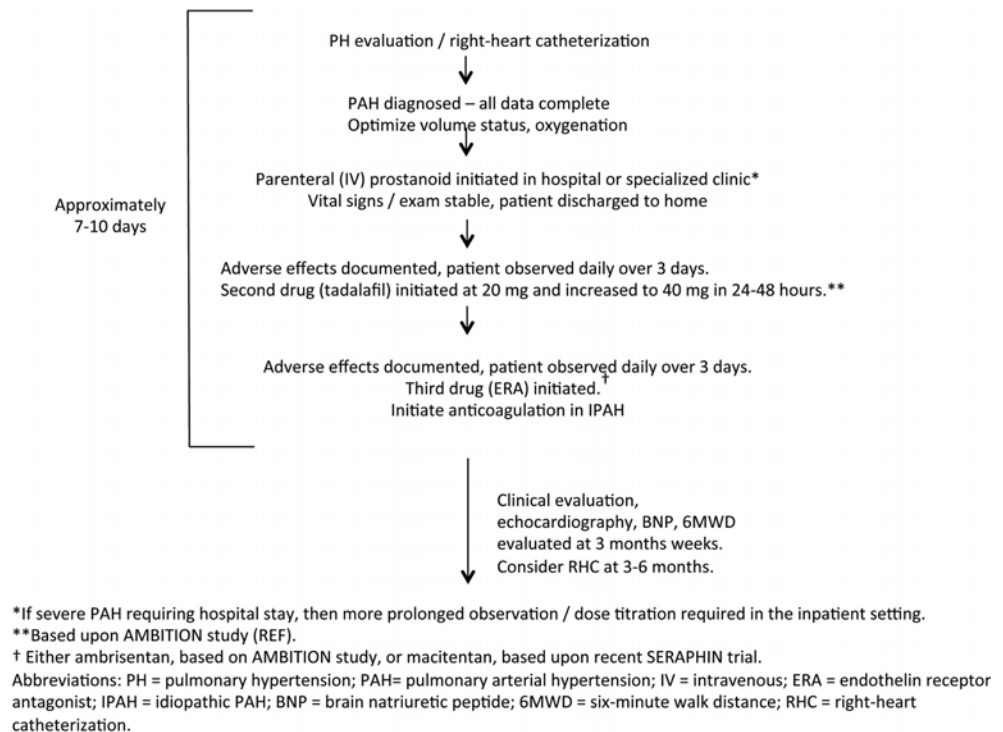 PH evaluation / right-heart catheterization
PAH diagnosed – all data complete
Optimize volume status, oxygenation
Parenteral (IV) prostanoid initiated in hospital or specialized clinic*
Vital signs / exam stable, patient discharged to home
Approximately
7-10 days
Adverse effects documented, patient observed daily over 3 days.
Second drug (tadalafil) initiated at 20 mg and increased to 40 mg in 24-48 hours.**
Adverse effects documented, patient observed daily over 3 days.
Third drug (ERA) initiated.†
Initiate anticoagulation in IPAH
Clinical evaluation,
echocardiography, BNP, 6MWD
evaluated at 3 months weeks.
Consider RHC at 3-6 months.
*If severe PAH requiring hospital stay, then more prolonged observation / dose titration required in the inpatient setting.
**Based upon AMBITION study (REF).
† Either ambrisentan, based on AMBITION study, or macitentan, based upon recent SERAPHIN trial.
Abbreviations: PH = pulmonary hypertension; PAH= pulmonary arterial hypertension; IV = intravenous; ERA = endothelin receptor
antagonist; IPAH = idiopathic PAH; BNP = brain natriuretic peptide; 6MWD = six-minute walk distance; RHC = right-heart
catheterization.